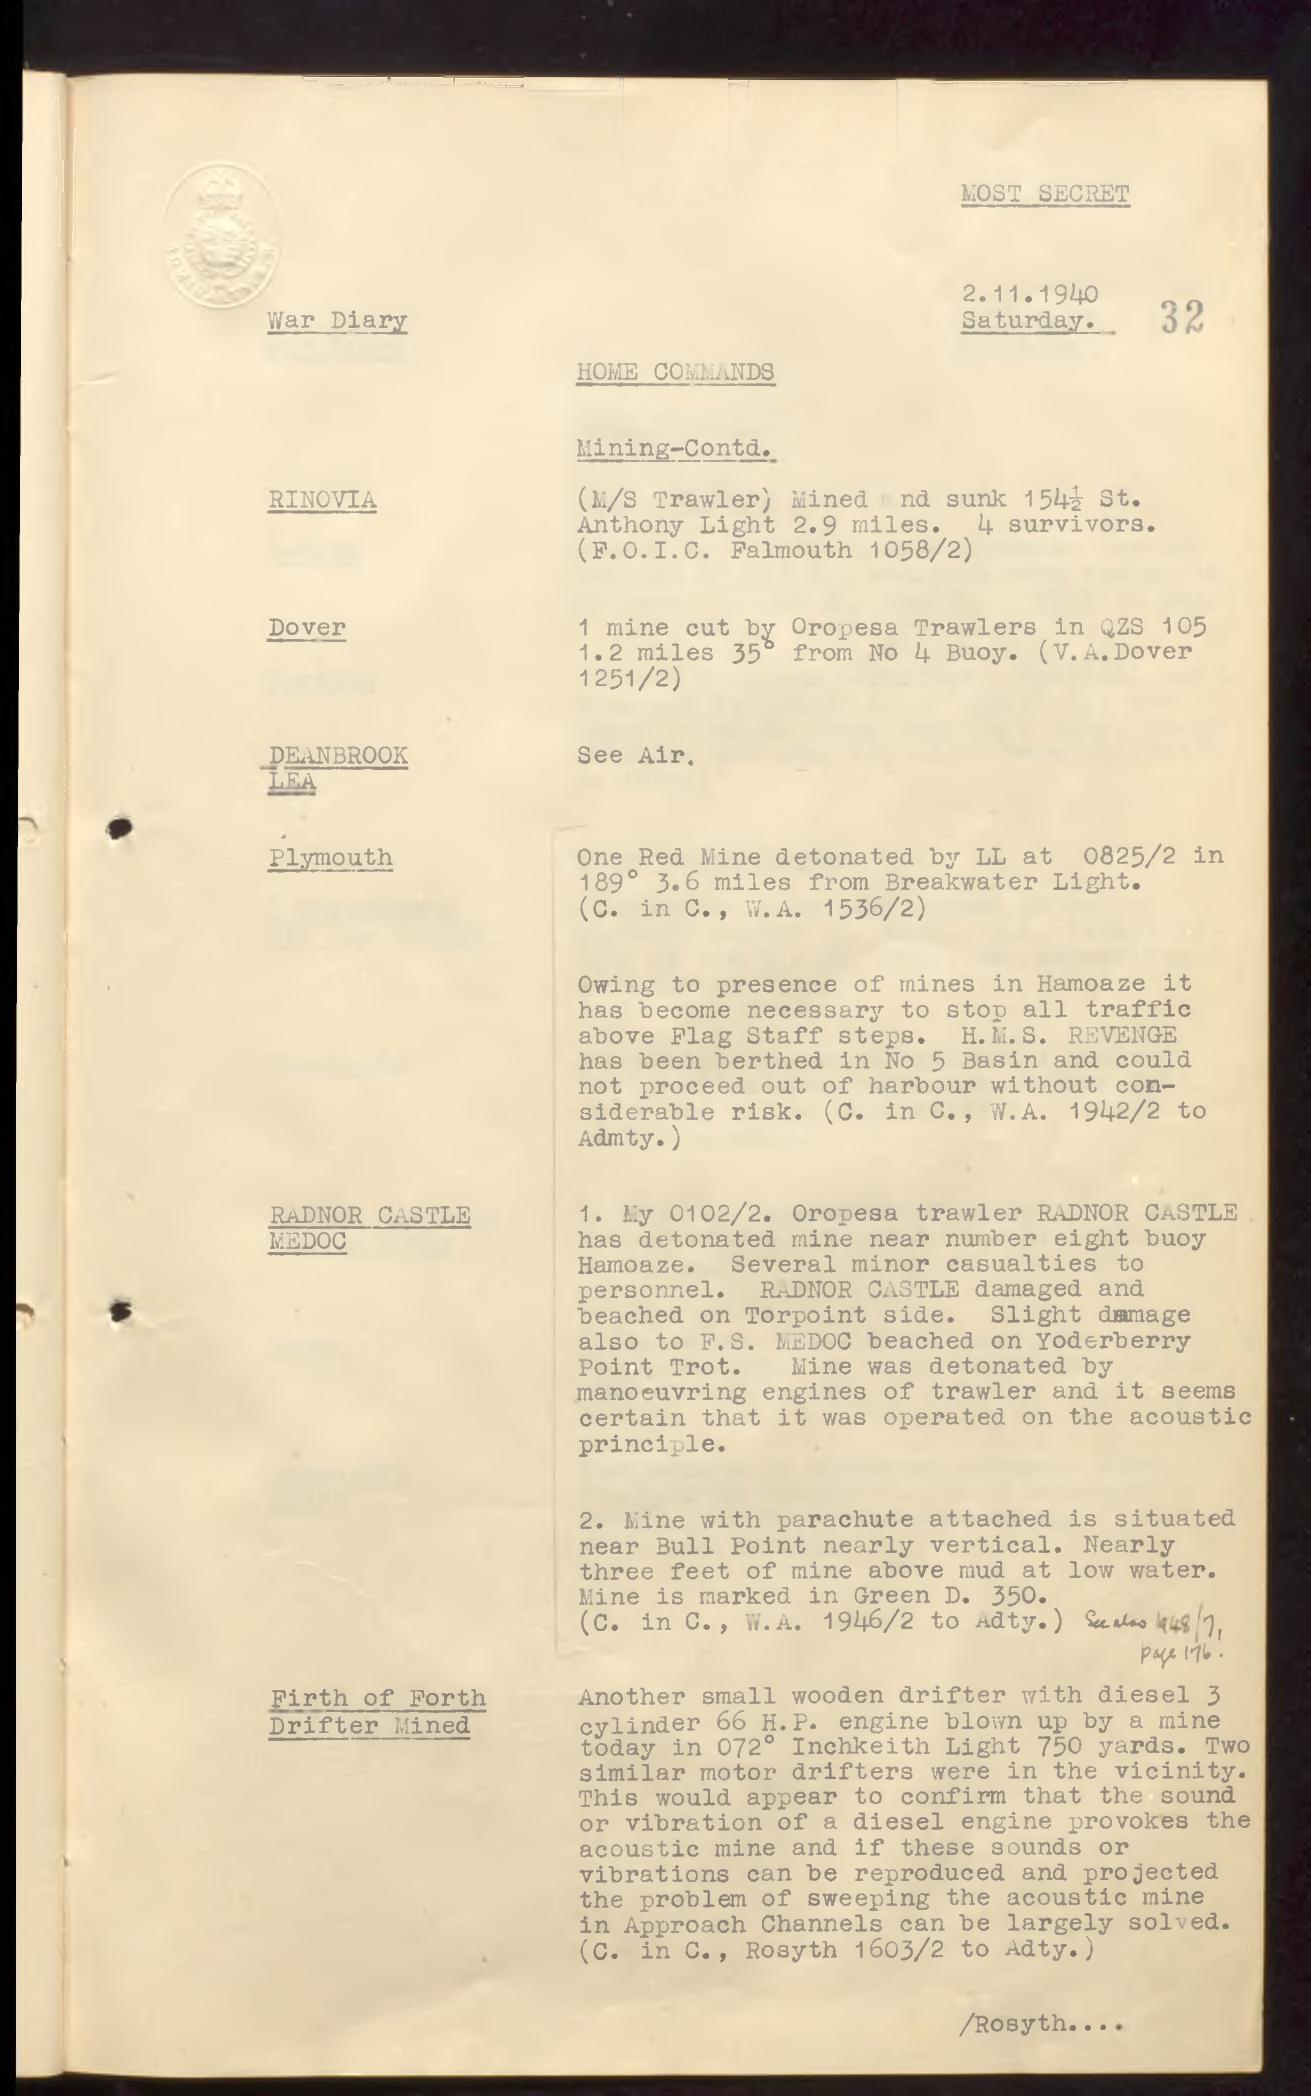 MOST SECRET
2.11.1940
War Diary
Saturday.
32
HOME COMMANDS
Mining-Contd.
RINOVIA
(M/S Trawler) Mined nd sunk 154½ St.
Anthony Light 2.9 miles. 4 survivors.
(F.O.I.C. Falmouth 1058/2)
Dover
1 mine cut by Oropesa Trawlers in QZS 105
1.2 miles 35° from No 4 Buoy. (V.A.Dover
1251/2)
DEANBROOK
LEA
See Air.
Plymouth
One Red Mine detonated by LL at 0825/2 in
189° 3.6 miles from Breakwater Light.
(C. in C., W.A. 1536/2)
Owing to presence of mines in Hamoaze it
has become necessary to stop all traffic
above Flag Staff steps. H.M.S. REVENGE
has been berthed in No 5 Basin and could
not proceed out of harbour without con-
siderable risk. (C. in C., W.A. 1942/2 to
Admty.)
RADNOR CASTLE
MEDOC
1. My 0102/2. Oropesa trawler RADNOR CASTLE
has detonated mine near number eight buoy
Hamoaze. Several minor casualties to
personnel. RADNOR CASTLE damaged and
beached on Torpoint side. Slight damage
also to F.S. MEDOC beached on Yoderberry
Point Trot. Mine was detonated by
manoeuvring engines of trawler and it seems
certain that it was operated on the acoustic
principle.
2. Mine with parachute attached is situated
near Bull Point nearly vertical. Nearly
three feet of mine above mud at low water.
Mine is marked in Green D. 350.
(C. in C., W.A. 1946/2 to Adty.) See also /7,
page 176.
Firth of Forth
Drifter Mined
Another small wooden drifter with diesel 3
cylinder 66 H.P. engine blown up by a mine
today in 072° Inchkeith Light 750 yards. Two
similar motor drifters were in the vicinity.
This would appear to confirm that the sound
or vibration of a diesel engine provokes the
acoustic mine and if these sounds or
vibrations can be reproduced and projected
the problem of sweeping the acoustic mine
in Approach Channels can be largely solved.
(C. in C., Rosyth 1603/2 to Adty.)
/Rosyth....